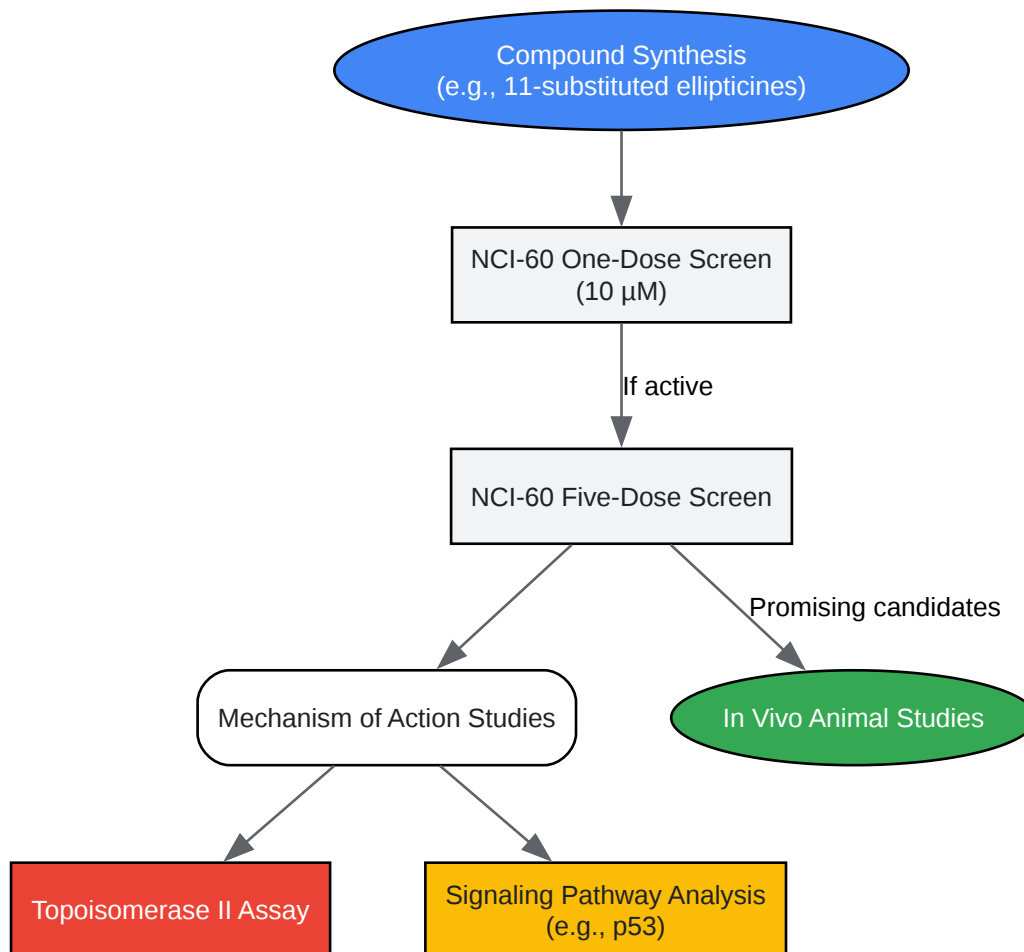 Compound Synthesis
(e.g., 11-substituted ellipticines)
NCI-60 One-Dose Screen
(10 µM)
If active
NCI-60 Five-Dose Screen
Promising candidates
Mechanism of Action Studies
In Vivo Animal Studies
Topoisomerase II Assay
Signaling Pathway Analysis
(e.g., p53)